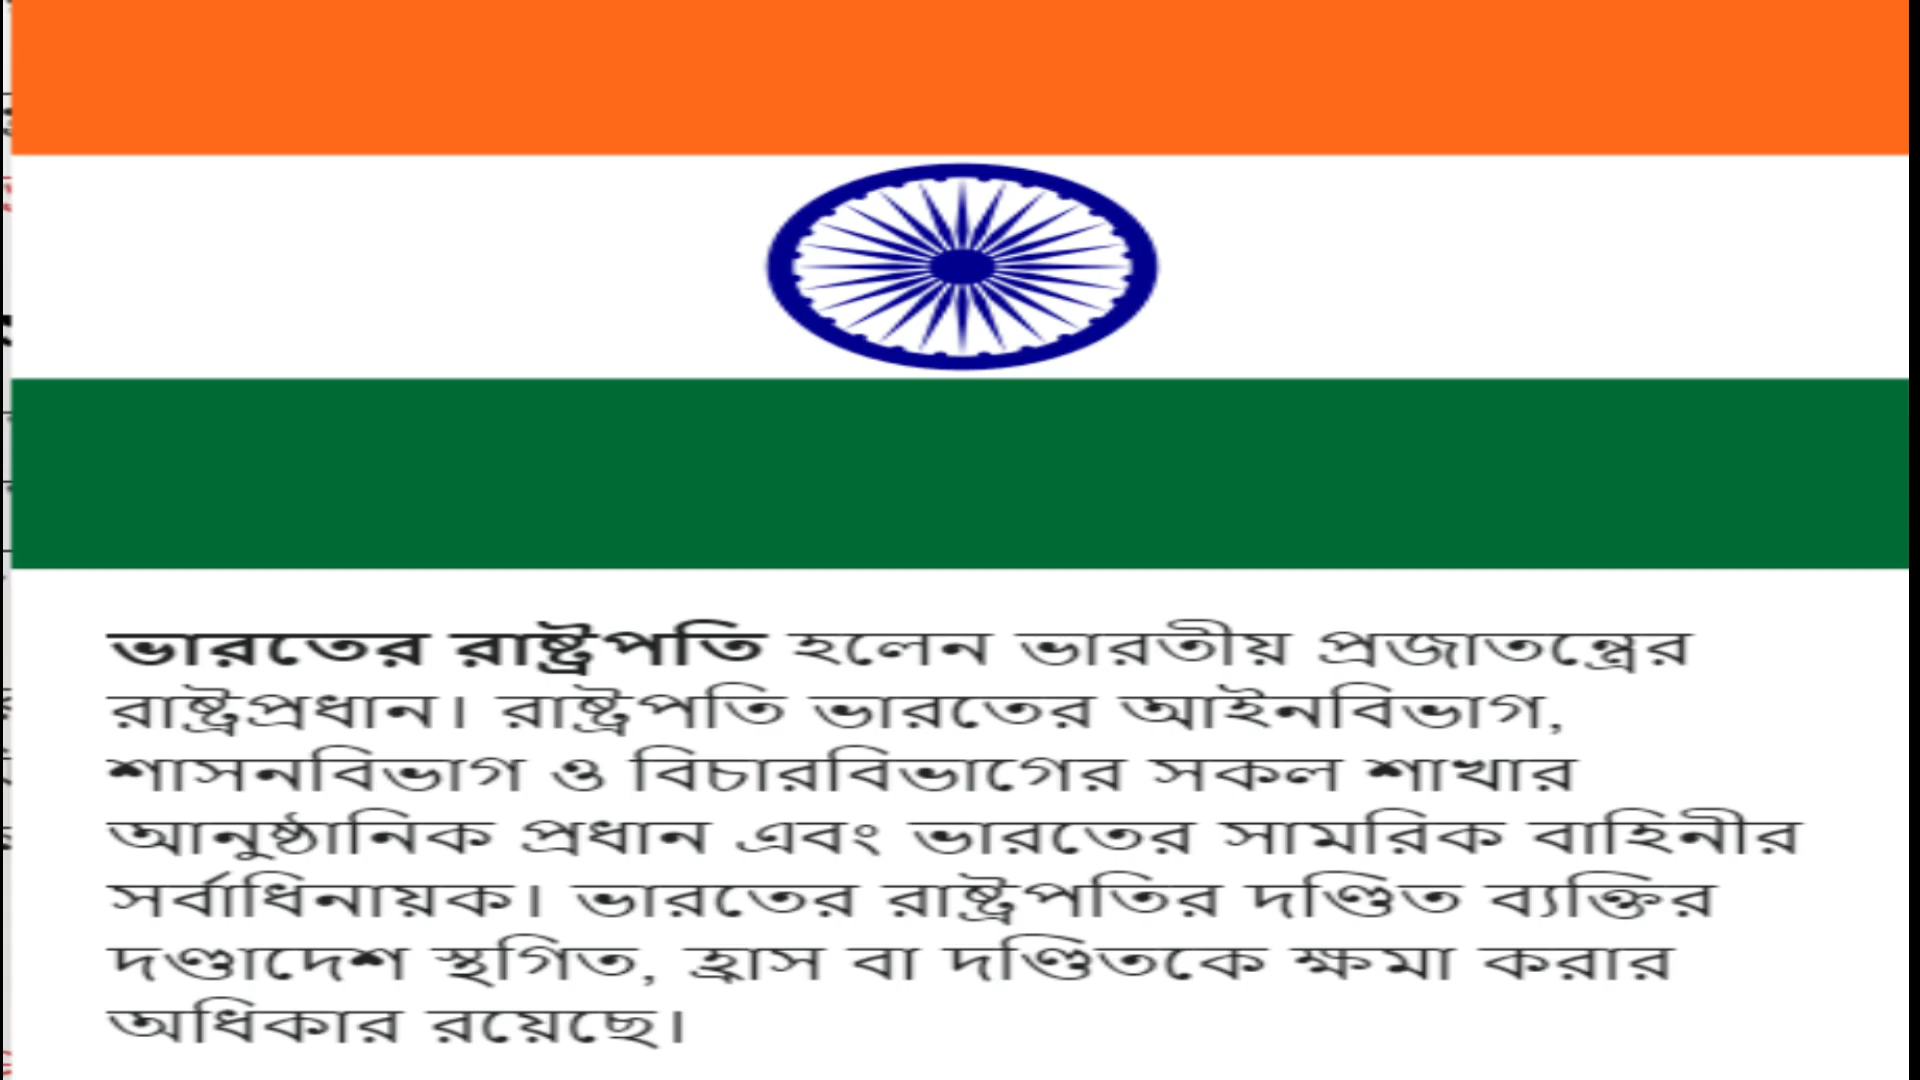 ভারতের রাষ্ট্রপতি হলেন ভারতীয় প্রজাতন্ত্রের
রাষ্ট্রপ্রধান। রাষ্ট্রপতি ভারতের আইনবিভাগ,
শাসনবিভাগ ও বিচারবিভাগের সকল শাখার
আনুষ্ঠানিক প্রধান এবং ভারতের সামরিক বাহিনীর
সর্বাধিনায়ক। ভারতের রাষ্ট্রপতির দণ্ডিত ব্যক্তির
দণ্ডাদেশ স্থগিত, হ্রাস বা দণ্ডিতকে ক্ষমা করার
অধিকার রয়েছে।